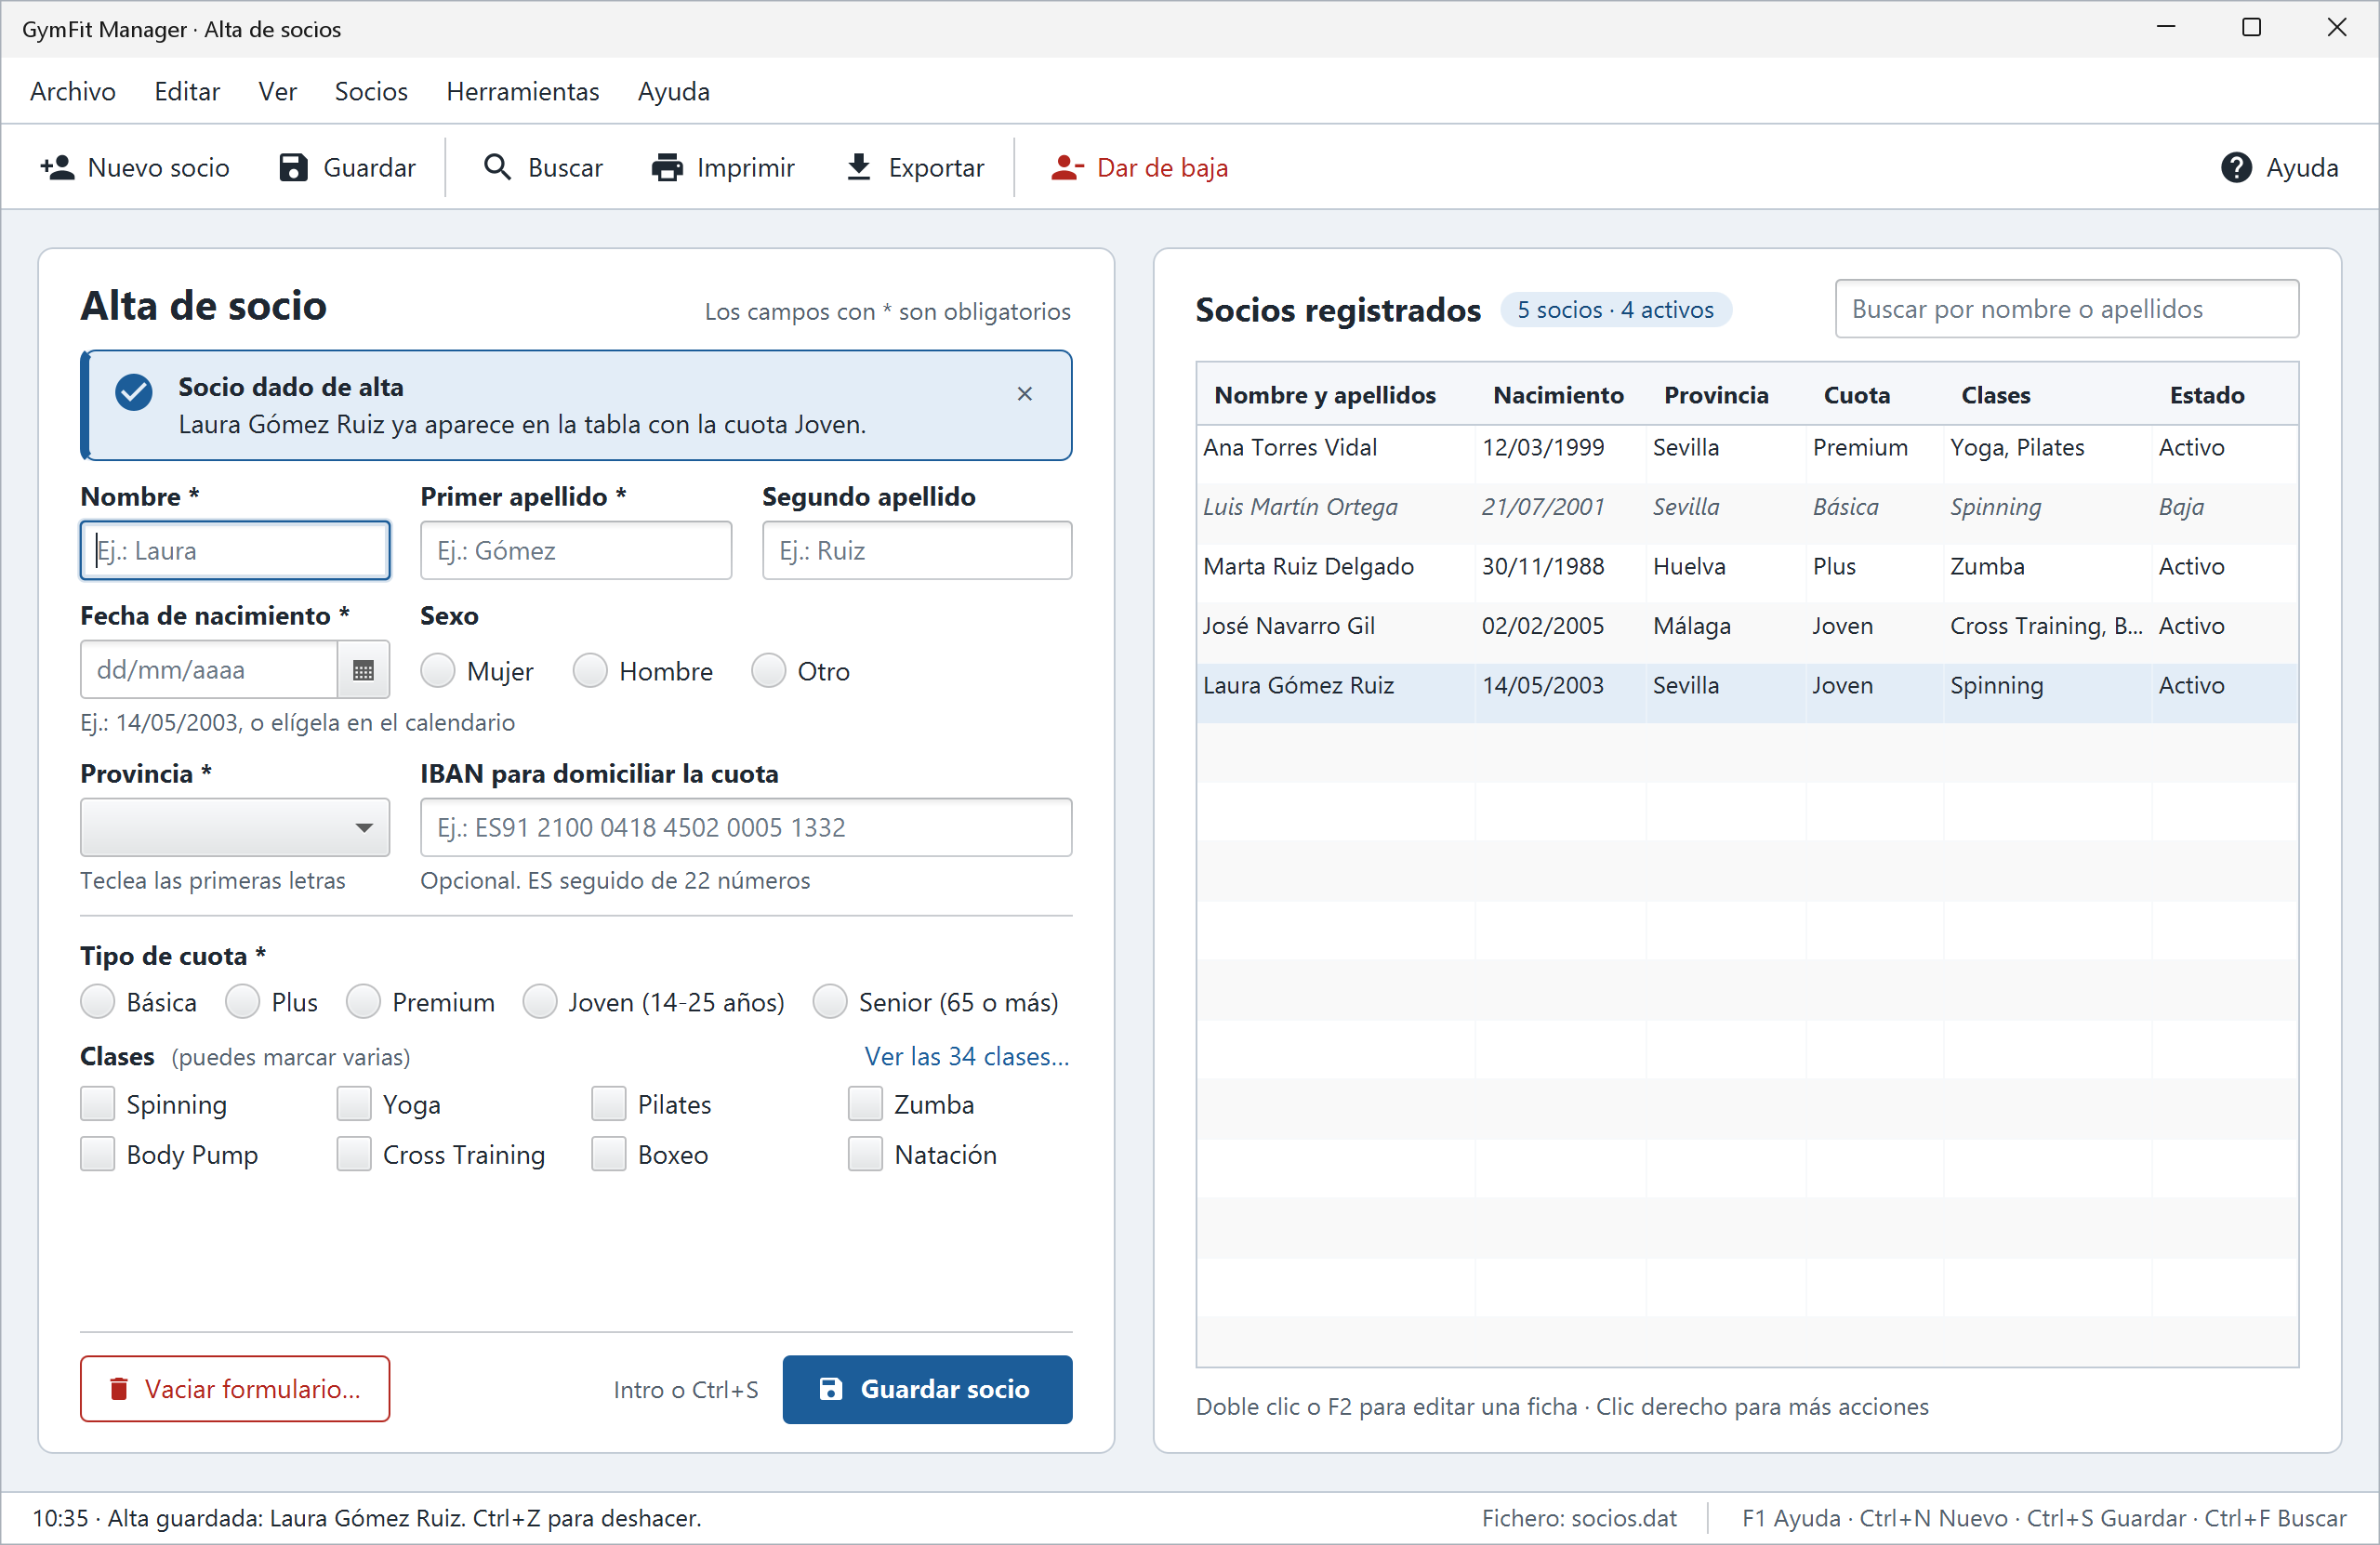 GymFit Manager · Alta de socios
Archivo Editar Ver Socios Herramientas Ayuda
Nuevo socio Guardar Buscar Imprimir Exportar Dar de baja Ayuda
Alta de socio
Los campos con * son obligatorios
Socio dado de alta
Laura Gómez Ruiz ya aparece en la tabla con la cuota Joven.
Nombre * Primer apellido * Segundo apellido
Ej.: Laura Ej.: Gómez Ej.: Ruiz
Fecha de nacimiento * Sexo
dd/mm/aaaa Mujer Hombre Otro
Ej.: 14/05/2003, o elígela en el calendario
Provincia * IBAN para domiciliar la cuota
Ej.: ES91 2100 0418 4502 0005 1332
Teclea las primeras letras Opcional. ES seguido de 22 números
Tipo de cuota *
Básica Plus Premium Joven (14-25 años) Senior (65 o más)
Clases (puedes marcar varias) Ver las 34 clases...
Spinning Yoga Pilates Zumba
Body Pump Cross Training Boxeo Natación
Vaciar formulario... Intro o Ctrl+S Guardar socio
Socios registrados 5 socios · 4 activos Buscar por nombre o apellidos
Nombre y apellidos Nacimiento Provincia Cuota Clases Estado
Ana Torres Vidal 12/03/1999 Sevilla Premium Yoga, Pilates Activo
Luis Martín Ortega 21/07/2001 Sevilla Básica Spinning Baja
Marta Ruiz Delgado 30/11/1988 Huelva Plus Zumba Activo
José Navarro Gil 02/02/2005 Málaga Joven Cross Training, B... Activo
Laura Gómez Ruiz 14/05/2003 Sevilla Joven Spinning Activo
Doble clic o F2 para editar una ficha · Clic derecho para más acciones
10:35 · Alta guardada: Laura Gómez Ruiz. Ctrl+Z para deshacer.
Fichero: socios.dat F1 Ayuda · Ctrl+N Nuevo · Ctrl+S Guardar · Ctrl+F Buscar